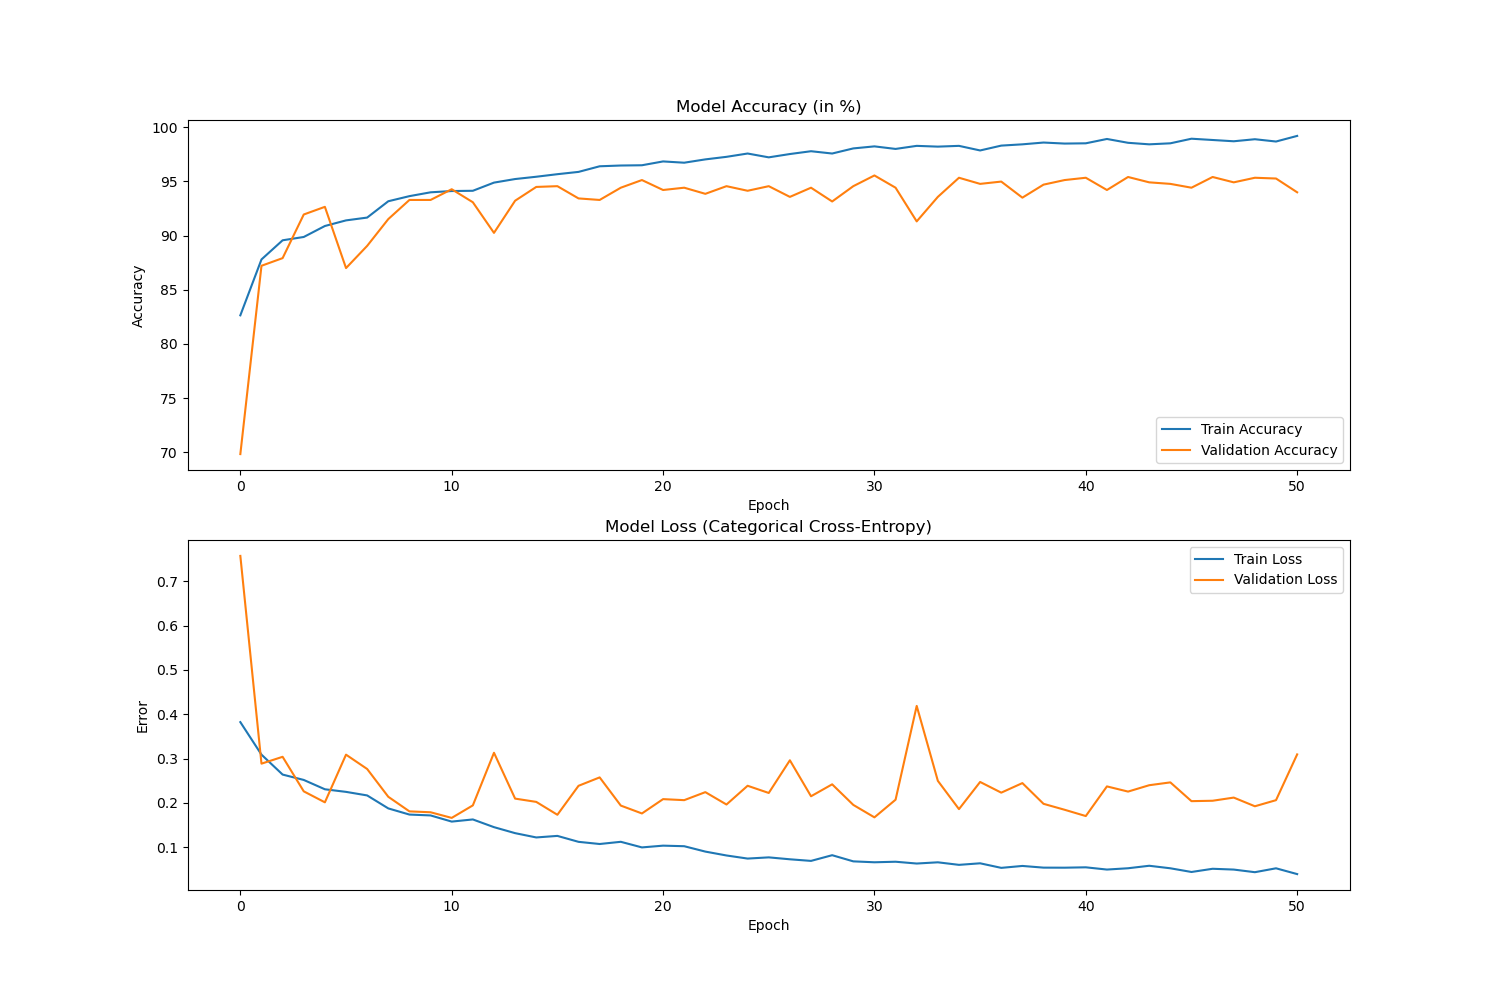 Model Accuracy (in %)
100
95
90
85
80
75
70
Accuracy
Train Accuracy
Validation Accuracy
0 10 20 30 40 50
Epoch
Model Loss (Categorical Cross-Entropy)
0.7
0.6
0.5
0.4
0.3
0.2
0.1
Error
Train Loss
Validation Loss
0 10 20 30 40 50
Epoch